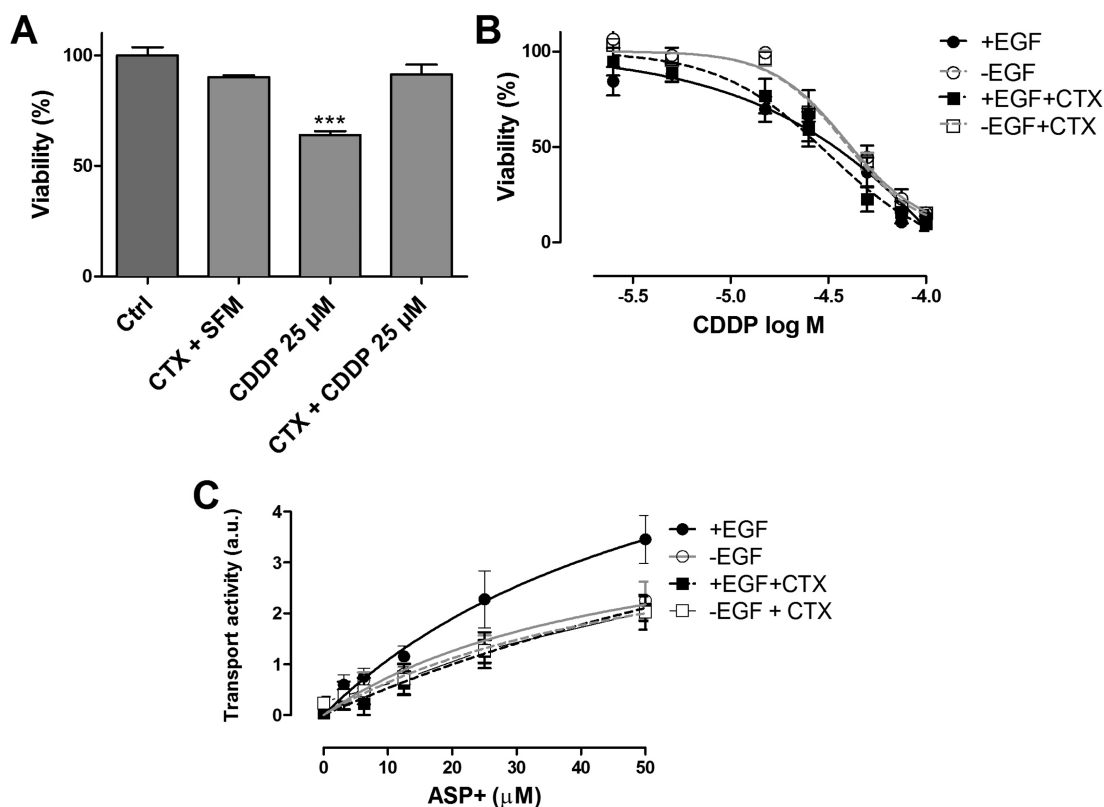 A
Viability (%)
100
50
0
***
Ctrl
CTX + SFM
CDDP 25 µM
CTX + CDDP 25 µM
B
Viability (%)
100
50
0
-5.5
-5.0
-4.5
-4.0
CDDP log M
+EGF
-EGF
+EGF+CTX
-EGF+CTX
C
Transport activity (a.u.)
4
3
2
1
0
0
10
20
30
40
50
ASP+ (µM)
+EGF
-EGF
+EGF+CTX
-EGF + CTX